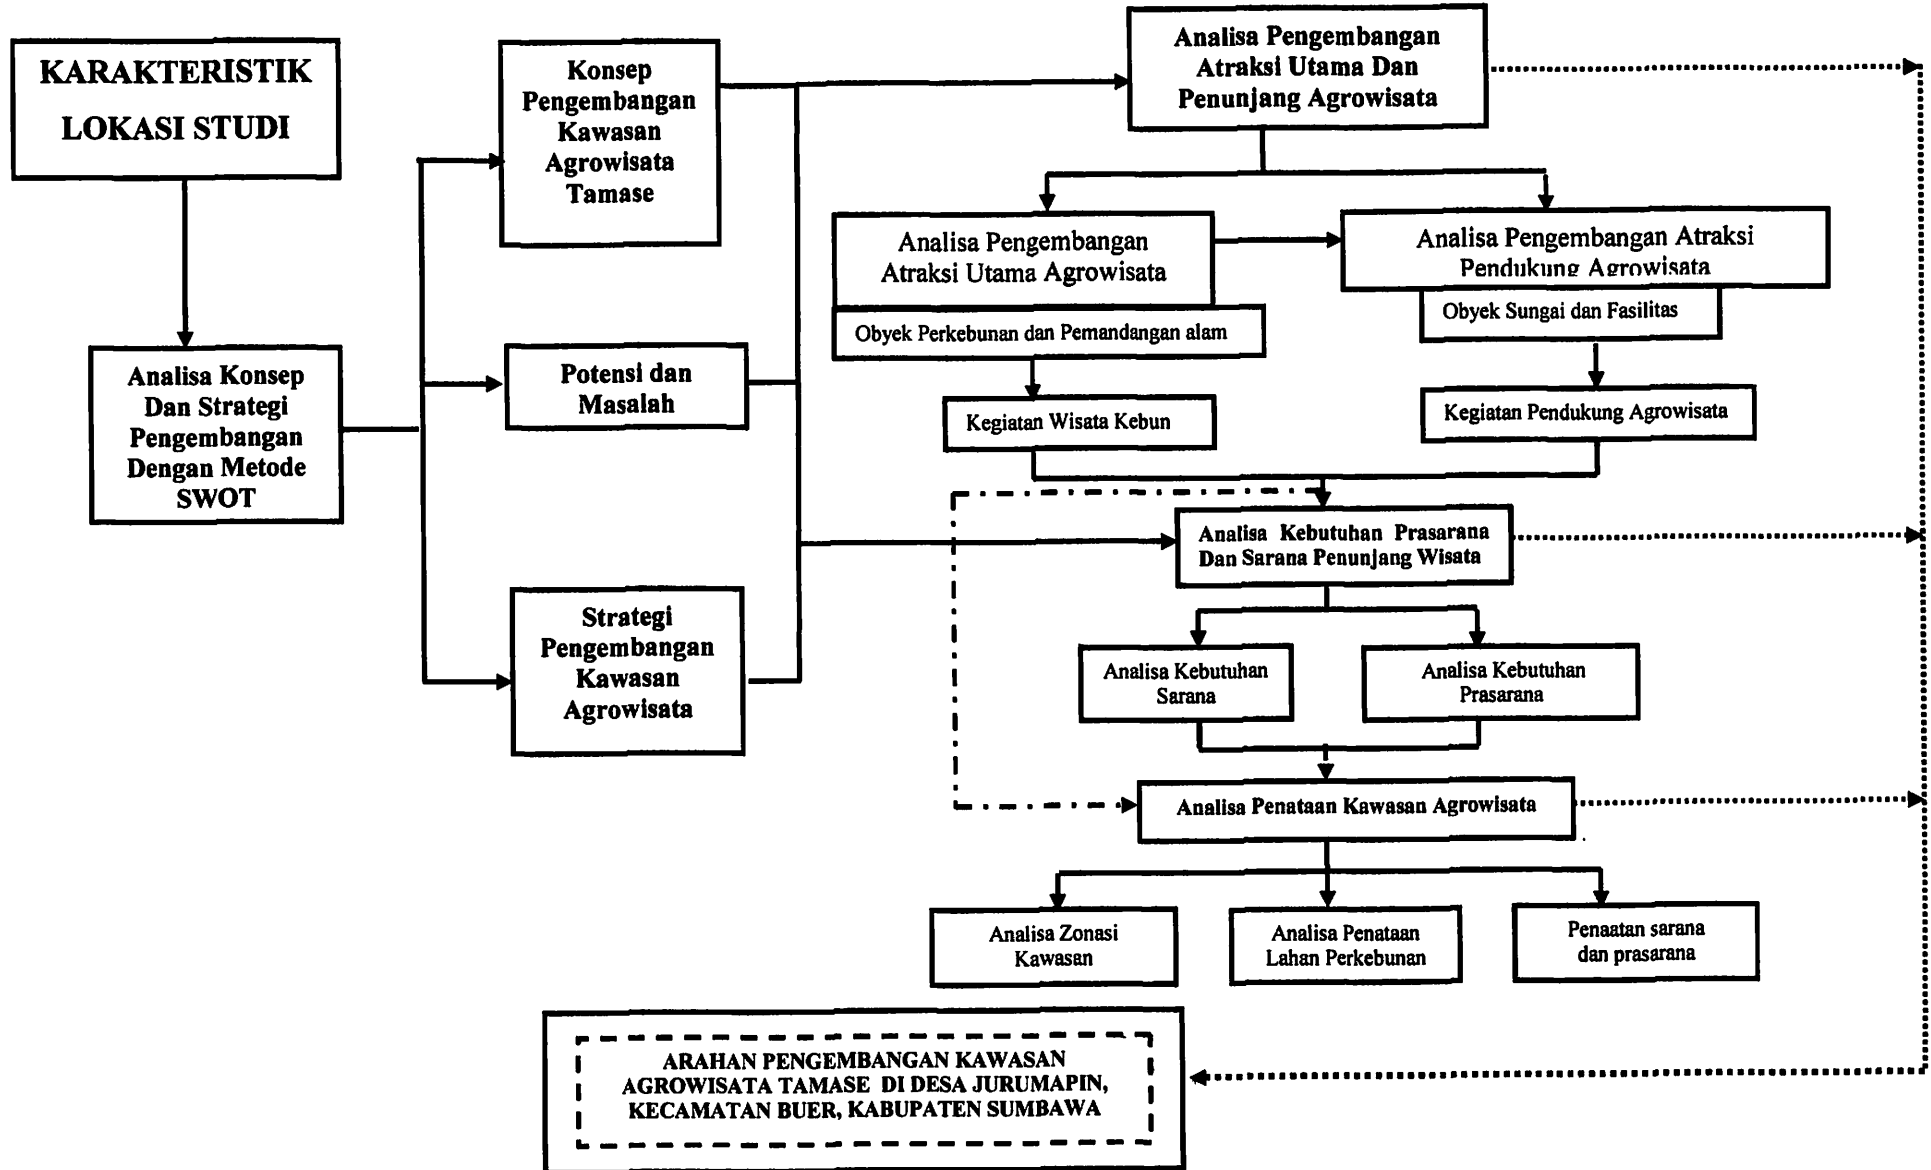 KARAKTERISTIK
LOKASI STUDI
Analisa Konsep
Dan Strategi
Pengembangan
Dengan Metode
SWOT
Konsep
Pengembangan
Kawasan
Agrowisata
Tamase
Potensi dan
Masalah
Strategi
Pengembangan
Kawasan
Agrowisata
Analisa Pengembangan
Atraksi Utama Dan
Penunjang Agrowisata
Analisa Pengembangan
Atraksi Utama Agrowisata
Obyek Perkebunan dan Pemandangan alam
Kegiatan Wisata Kebun
Analisa Pengembangan Atraksi
Pendukung Agrowisata
Obyek Sungai dan Fasilitas
Kegiatan Pendukung Agrowisata
Analisa Kebutuhan Prasarana
Dan Sarana Penunjang Wisata
Analisa Kebutuhan
Sarana
Analisa Kebutuhan
Prasarana
Analisa Penataan Kawasan Agrowisata
Analisa Zonasi
Kawasan
Analisa Penataan
Lahan Perkebunan
Penaatan sarana
dan prasarana
ARAHAN PENGEMBANGAN KAWASAN
AGROWISATA TAMASE DI DESA JURUMAPIN,
KECAMATAN BUER, KABUPATEN SUMBAWA